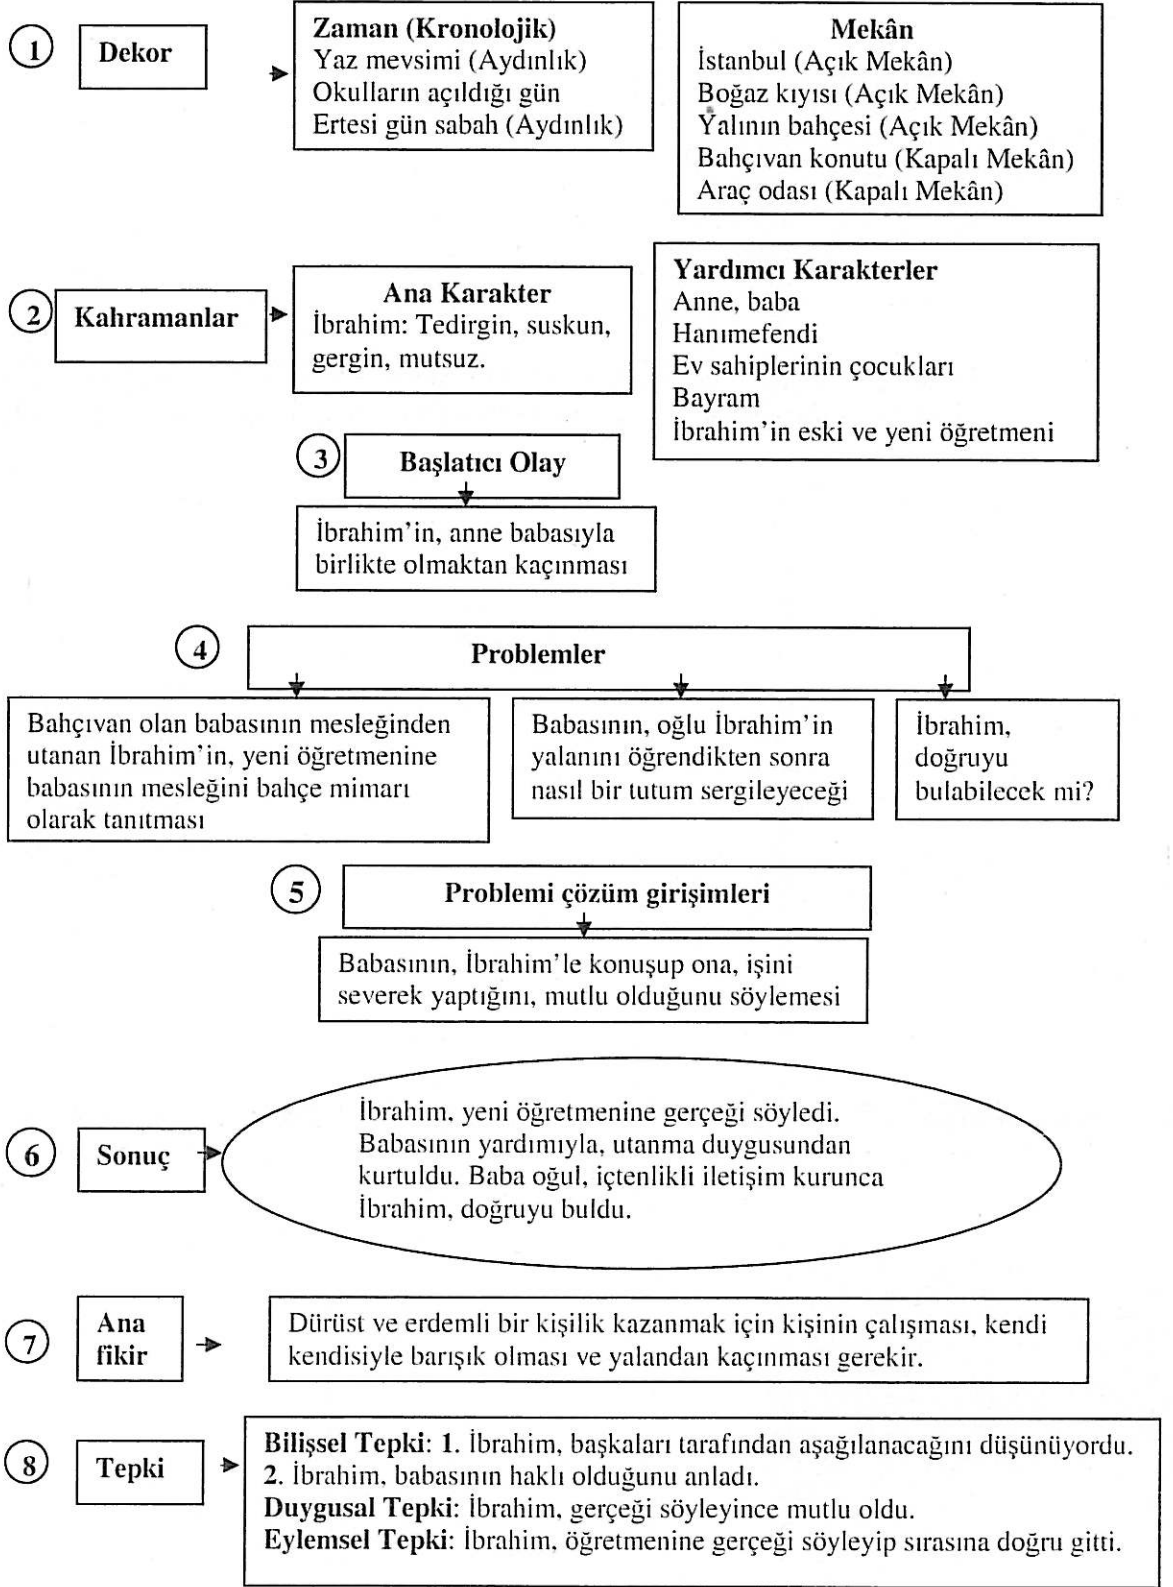 1
Dekor
Zaman (Kronolojik)
Yaz mevsimi (Aydınlık)
Okulların açıldığı gün
Ertesi gün sabah (Aydınlık)
Mekân
İstanbul (Açık Mekân)
Boğaz kıyısı (Açık Mekân)
Yalının bahçesi (Açık Mekân)
Bahçıvan konutu (Kapalı Mekân)
Araç odası (Kapalı Mekân)
2
Kahramanlar
Ana Karakter
İbrahim: Tedirgin, suskun,
gergin, mutsuz.
Yardımcı Karakterler
Anne, baba
Hanımefendi
Ev sahiplerinin çocukları
Bayram
İbrahim'in eski ve yeni öğretmeni
3
Başlatıcı Olay
İbrahim'in, anne babasıyla
birlikte olmaktan kaçınması
4
Problemler
Bahçıvan olan babasının mesleğinden
utanan İbrahim'in, yeni öğretmenine
babasının mesleğini bahçe mimarı
olarak tanıtması
Babasının, oğlu İbrahim'in
yalanını öğrendikten sonra
nasıl bir tutum sergileyeceği
İbrahim,
doğruyu
bulabilecek mi?
5
Problemi çözüm girişimleri
Babasının, İbrahim'le konuşup ona, işini
severek yaptığını, mutlu olduğunu söylemesi
6
Sonuç
İbrahim, yeni öğretmenine gerçeği söyledi.
Babasının yardımıyla, utanma duygusundan
kurtuldu. Baba oğul, içtenlikli iletişim kurunca
İbrahim, doğruyu buldu.
7
Ana
fikir
Dürüst ve erdemli bir kişilik kazanmak için kişinin çalışması, kendi
kendisiyle barışık olması ve yalandan kaçınması gerekir.
8
Tepki
Bilişsel Tepki: 1. İbrahim, başkaları tarafından aşağılanacağını düşünüyordu.
2. İbrahim, babasının haklı olduğunu anladı.
Duygusal Tepki: İbrahim, gerçeği söyleyince mutlu oldu.
Eylemsel Tepki: İbrahim, öğretmenine gerçeği söyleyip sırasına doğru gitti.